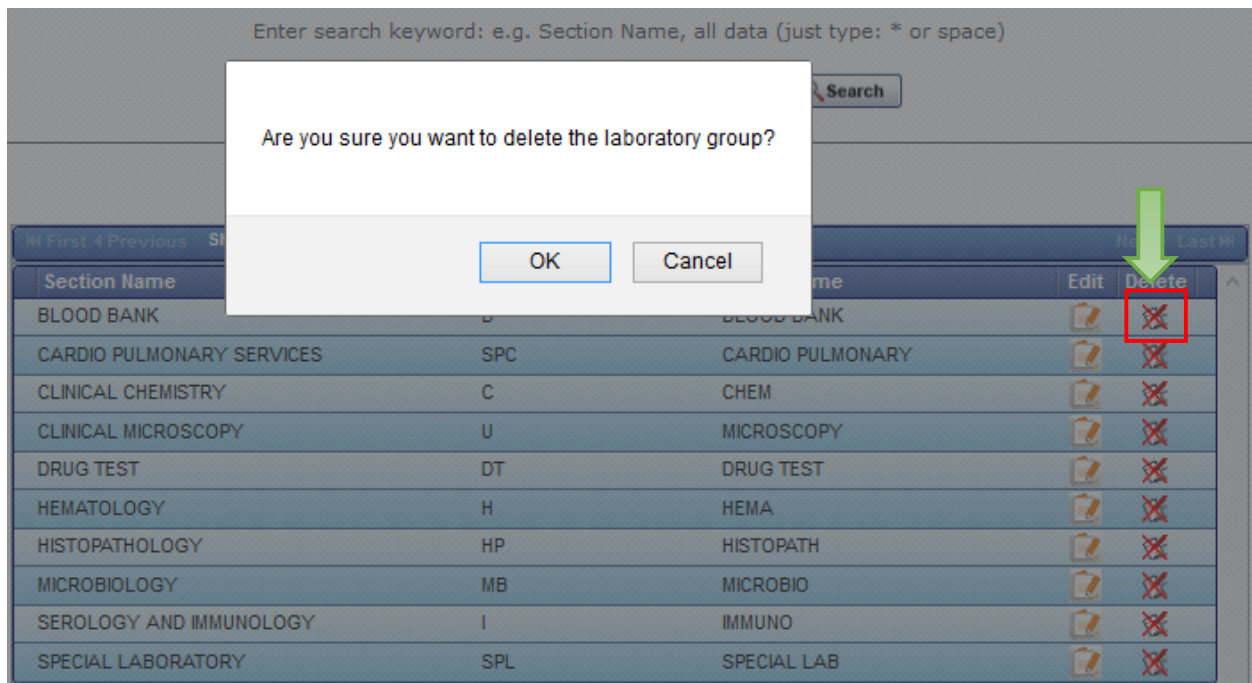 Enter search keyword: e.g. Section Name, all data (just type: * or space)
Search
Are you sure you want to delete the laboratory group?
OK Cancel
First Previous
Last
Section Name Edit Delete
BLOOD BANK BLOOD BANK
CARDIO PULMONARY SERVICES SPC CARDIO PULMONARY
CLINICAL CHEMISTRY C CHEM
CLINICAL MICROSCOPY U MICROSCOPY
DRUG TEST DT DRUG TEST
HEMATOLOGY H HEMA
HISTOPATHOLOGY HP HISTOPATH
MICROBIOLOGY MB MICROBIO
SEROLOGY AND IMMUNOLOGY I IMMUNO
SPECIAL LABORATORY SPL SPECIAL LAB